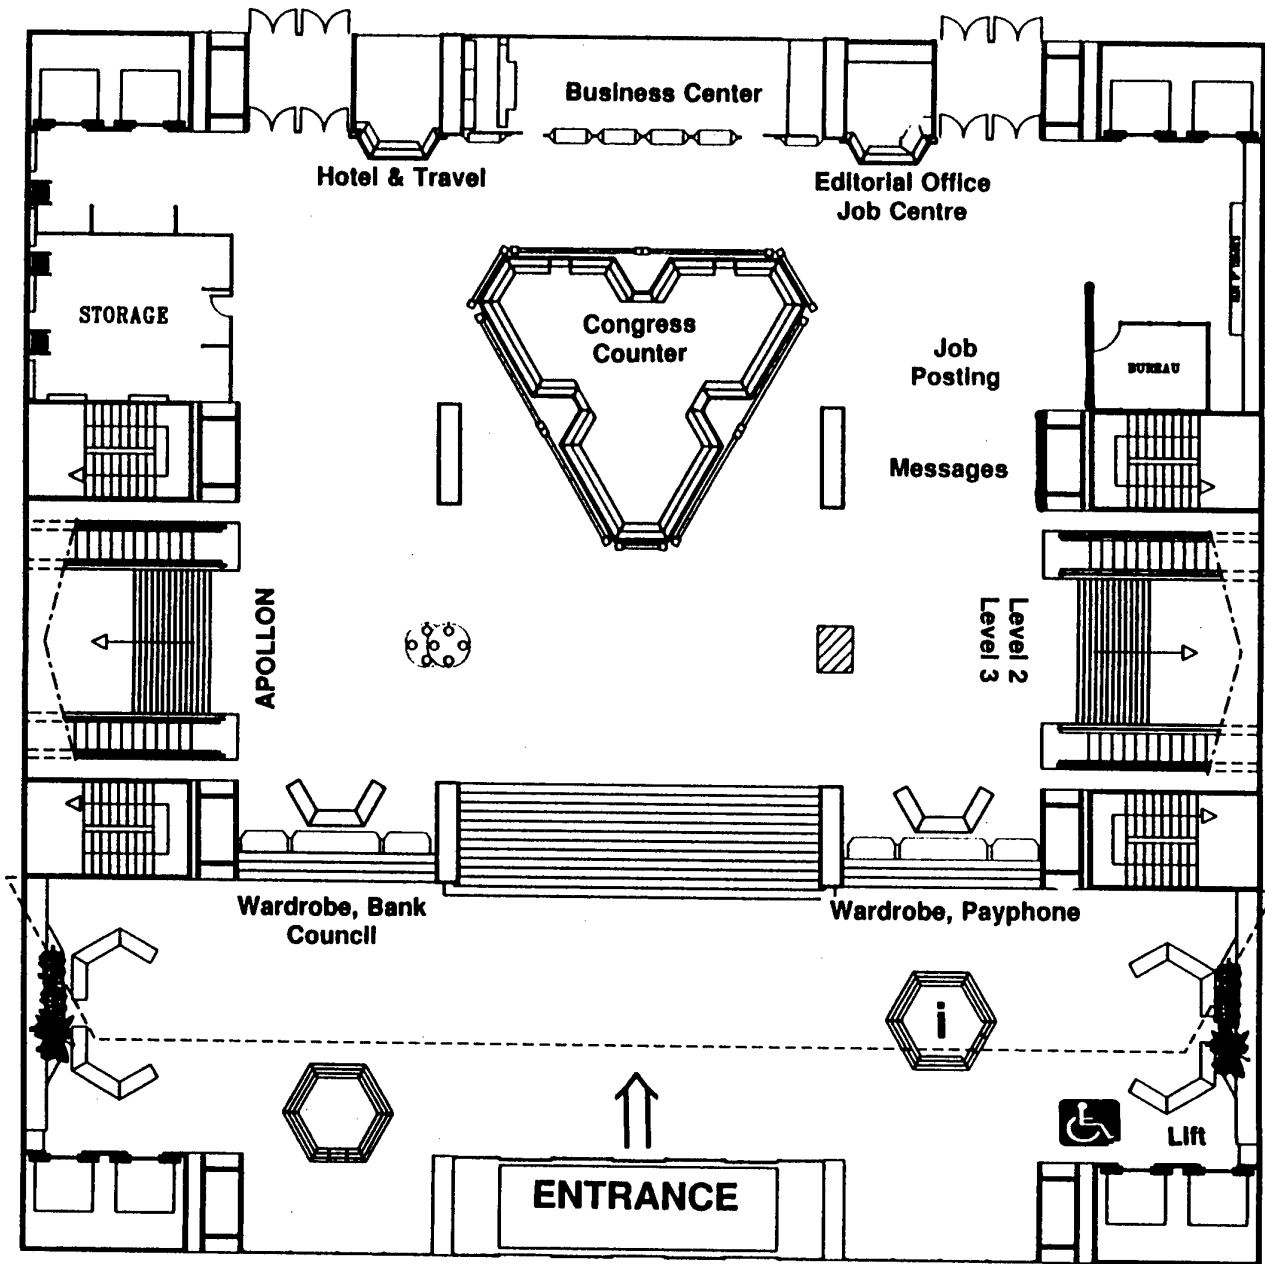 Business Center
Hotel & Travel
Editorial Office
Job Centre
STORAGE
Congress
Counter
Job
Posting
BUREAU
Messages
APOLLON
Level 2
Level 3
Wardrobe, Bank
Council
Wardrobe, Payphone
i
Lift
ENTRANCE